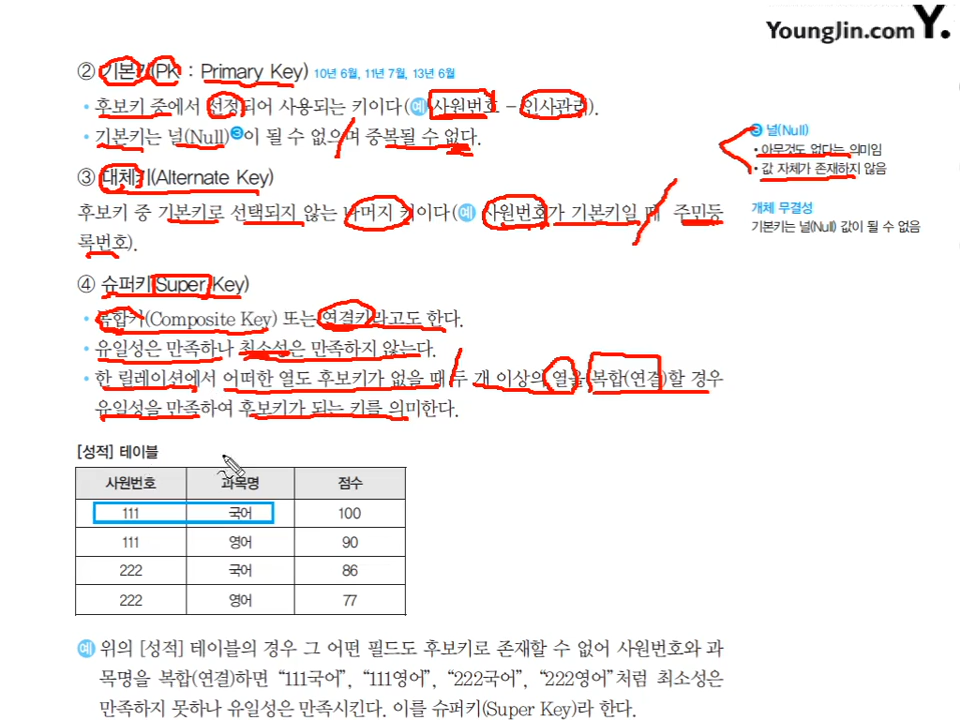 YoungJin.com Y.
② 기본키(PK : Primary Key) 10년 6월, 11년 7월, 13년 6월
• 후보키 중에서 선정되어 사용되는 키이다(예 사원번호 – 인사관리).
• 기본키는 널(Null)❸이 될 수 없으며 중복될 수 없다.
❸ 널(Null)
• 아무것도 없다는 의미임
• 값 자체가 존재하지 않음
③ 대체키(Alternate Key)
후보키 중 기본키로 선택되지 않는 나머지 키이다(예 사원번호가 기본키일 때 주민등
록번호).
개체 무결성
기본키는 널(Null) 값이 될 수 없음
④ 슈퍼키(Super Key)
• 복합키(Composite Key) 또는 연결키라고도 한다.
• 유일성은 만족하나 최소성은 만족하지 않는다.
• 한 릴레이션에서 어떠한 열도 후보키가 없을 때 두 개 이상의 열을 복합(연결)할 경우
유일성을 만족하여 후보키가 되는 키를 의미한다.
[성적] 테이블
사원번호 과목명 점수
111 국어 100
111 영어 90
222 국어 86
222 영어 77
예 위의 [성적] 테이블의 경우 그 어떤 필드도 후보키로 존재할 수 없어 사원번호와 과
목명을 복합(연결)하면 “111국어”, “111영어”, “222국어”, “222영어”처럼 최소성은
만족하지 못하나 유일성은 만족시킨다. 이를 슈퍼키(Super Key)라 한다.